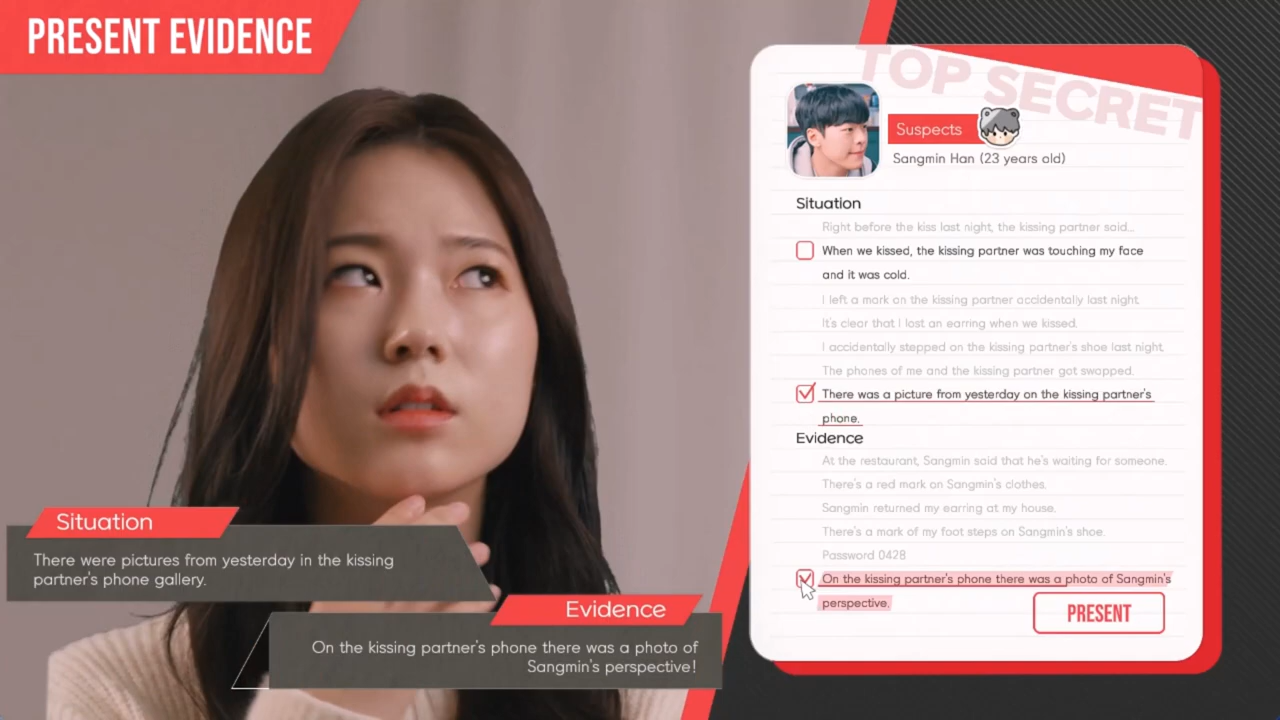 PRESENT EVIDENCE
TOP SECRET
Suspects
Sangmin Han (23 years old)
Situation
Right before the kiss last night, the kissing partner said...
When we kissed, the kissing partner was touching my face
and it was cold.
I left a mark on the kissing partner accidentally last night.
It's clear that I lost an earring when we kissed.
I accidentally stepped on the kissing partner's shoe last night.
The phones of me and the kissing partner got swapped.
There was a picture from yesterday on the kissing partner's
phone.
Evidence
At the restaurant, Sangmin said that he's waiting for someone.
There's a red mark on Sangmin's clothes.
Sangmin returned my earring at my house.
There's a mark of my foot steps on Sangmin's shoe.
Password 0428
On the kissing partner's phone there was a photo of Sangmin's
perspective.
PRESENT
Situation
There were pictures from yesterday in the kissing
partner's phone gallery.
Evidence
On the kissing partner's phone there was a photo of
Sangmin's perspective!